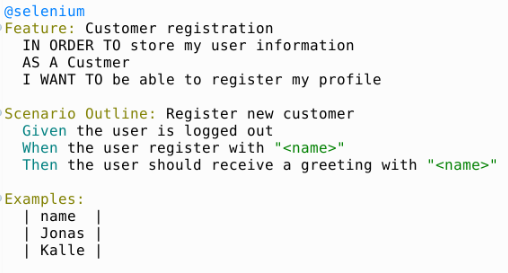 @selenium
Feature: Customer registration
IN ORDER TO store my user information
AS A Custmer
I WANT TO be able to register my profile
Scenario Outline: Register new customer
Given the user is logged out
When the user register with "<name>"
Then the user should receive a greeting with "<name>"
Examples:
| name |
| Jonas |
| Kalle |